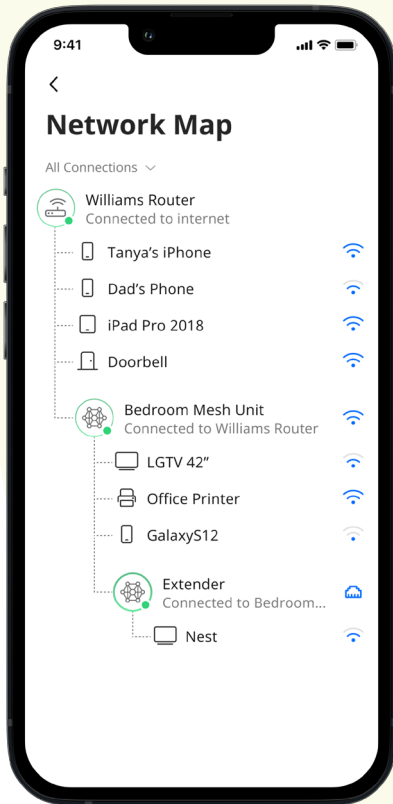 9:41
Network Map
All Connections
Williams Router
Connected to internet
Tanya’s iPhone
Dad’s Phone
iPad Pro 2018
Doorbell
Bedroom Mesh Unit
Connected to Williams Router
LGTV 42”
Office Printer
GalaxyS12
Extender
Connected to Bedroom...
Nest